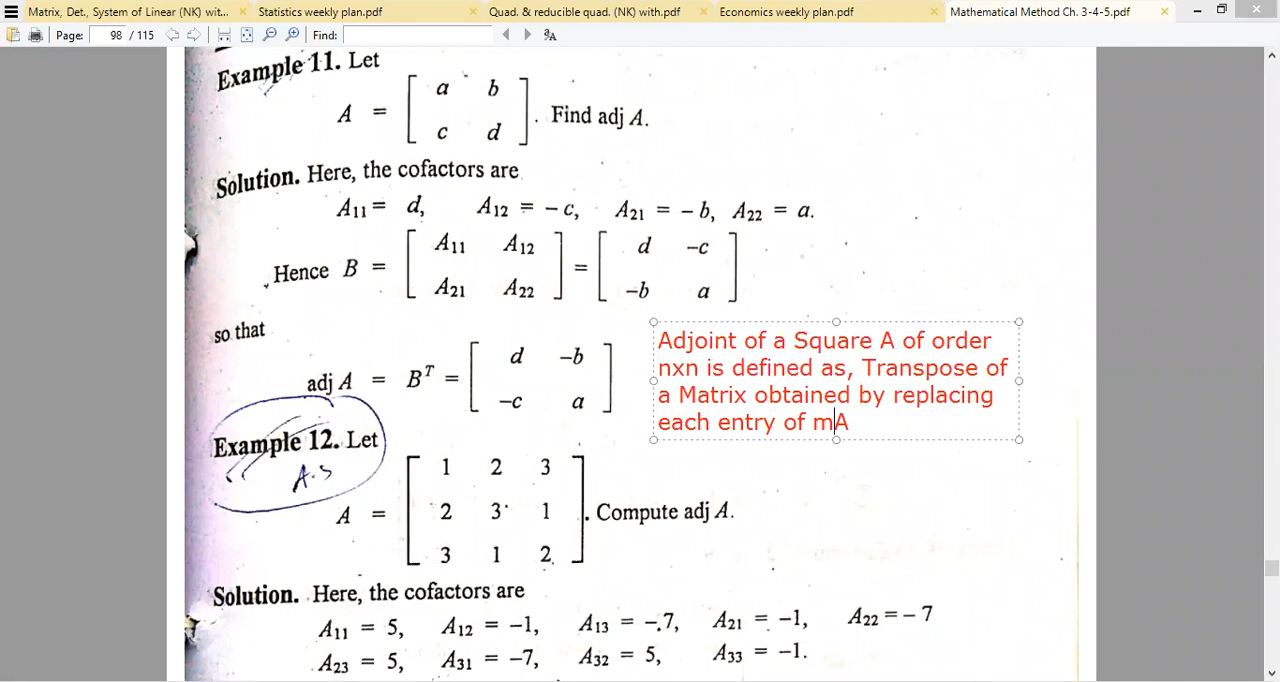 Matrix, Det., System of Linear (NK) wit... Statistics weekly plan.pdf Quad. & reducible quad. (NK) with.pdf Economics weekly plan.pdf Mathematical Method Ch. 3-4-5.pdf
Page: 98 / 115 Find:
Example 11. Let
A = [ a b
c d ] . Find adj A.
Solution. Here, the cofactors are
A11 = d, A12 = – c, A21 = – b, A22 = a.
Hence B = [ A11 A12 ] = [ d –c ]
[ A21 A22 ] [ –b a ]
so that
adj A = B^T = [ d –b
–c a ]
Adjoint of a Square A of order
nxn is defined as, Transpose of
a Matrix obtained by replacing
each entry of mA
Example 12. Let
A.S
A = [ 1 2 3
2 3 1
3 1 2 ] . Compute adj A.
Solution. Here, the cofactors are
A11 = 5, A12 = –1, A13 = –7, A21 = –1, A22 = – 7
A23 = 5, A31 = –7, A32 = 5, A33 = –1.